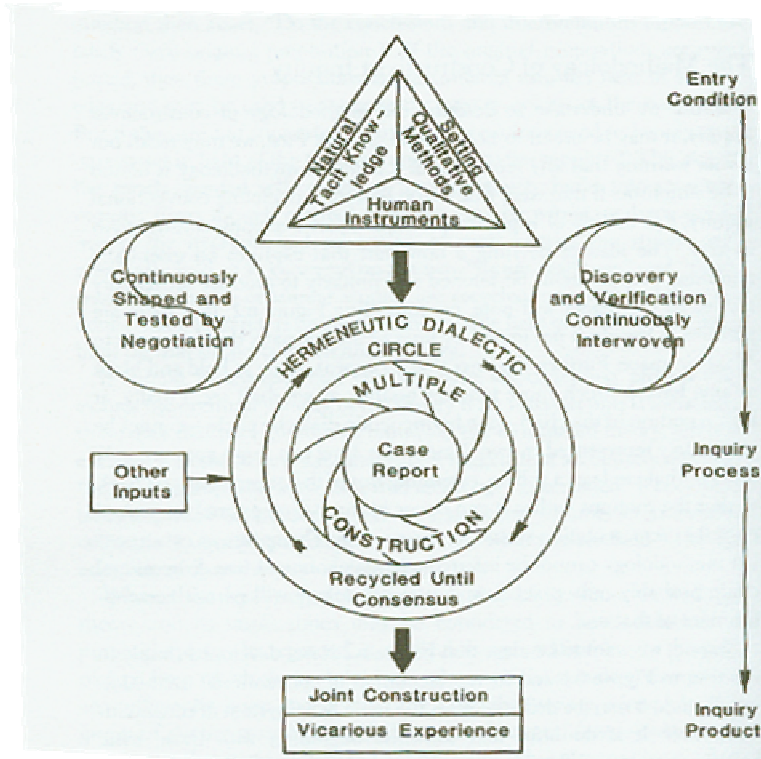 Entry
Condition
Natural
Setting
Tacit Know-
ledge
Qualitative
Methods
Human
Instruments
Continuously
Shaped and
Tested by
Negotiation
Discovery
and Verification
Continuously
Interwoven
HERMENEUTIC DIALECTIC
CIRCLE
MULTIPLE
Case
Report
CONSTRUCTION
Other
Inputs
Inquiry
Process
Recycled Until
Consensus
Joint Construction
Vicarious Experience
Inquiry
Product